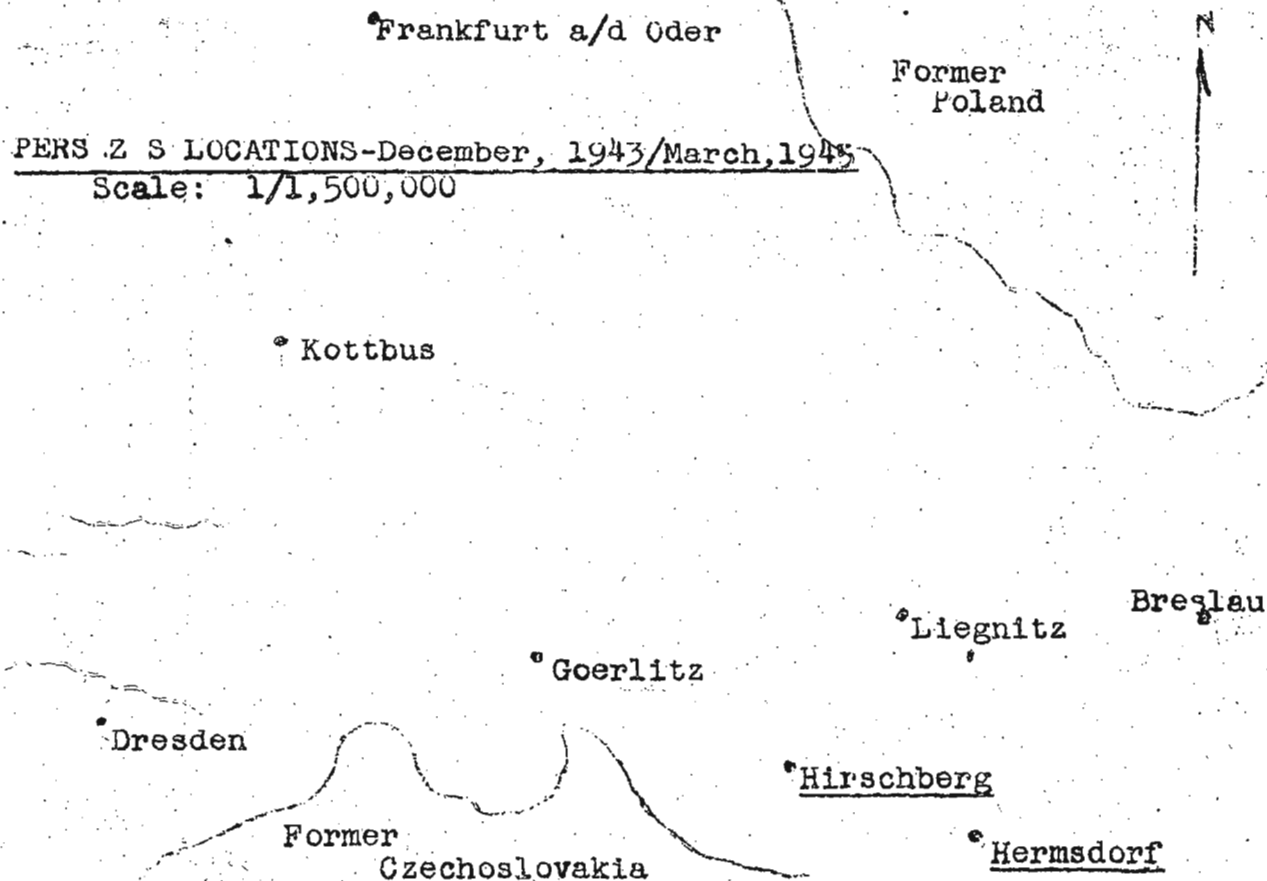 Frankfurt a/d Oder
N
Former
Poland
PERS Z S LOCATIONS-December, 1943/March,1945
Scale: 1/1,500,000
Kottbus
Breslau
Liegnitz
Goerlitz
Dresden
Hirschberg
Former
Czechoslovakia
Hermsdorf